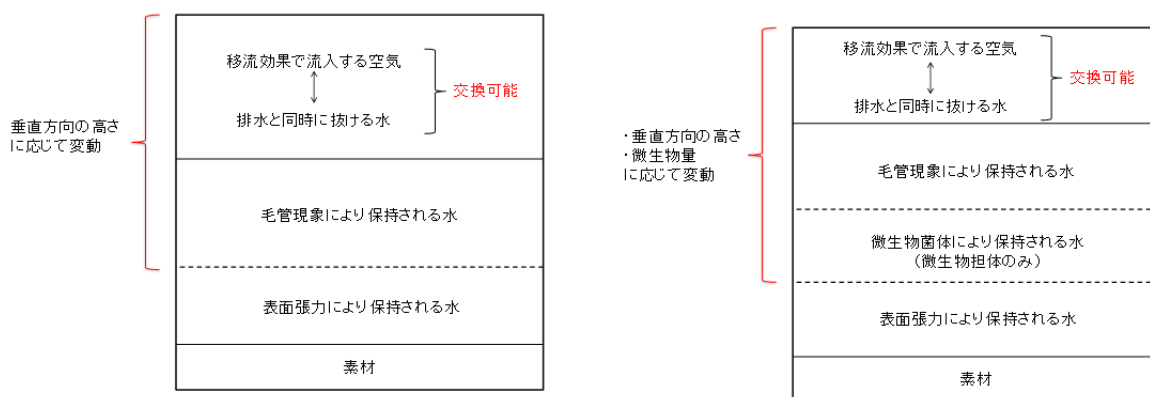 移流効果で流入する空気
交換可能
排水と同時に抜ける水
垂直方向の高さ
に応じて変動
毛管現象により保持される水
表面張力により保持される水
素材
移流効果で流入する空気
交換可能
排水と同時に抜ける水
・垂直方向の高さ
・微生物量
に応じて変動
毛管現象により保持される水
微生物菌体により保持される水
(微生物担体のみ)
表面張力により保持される水
素材